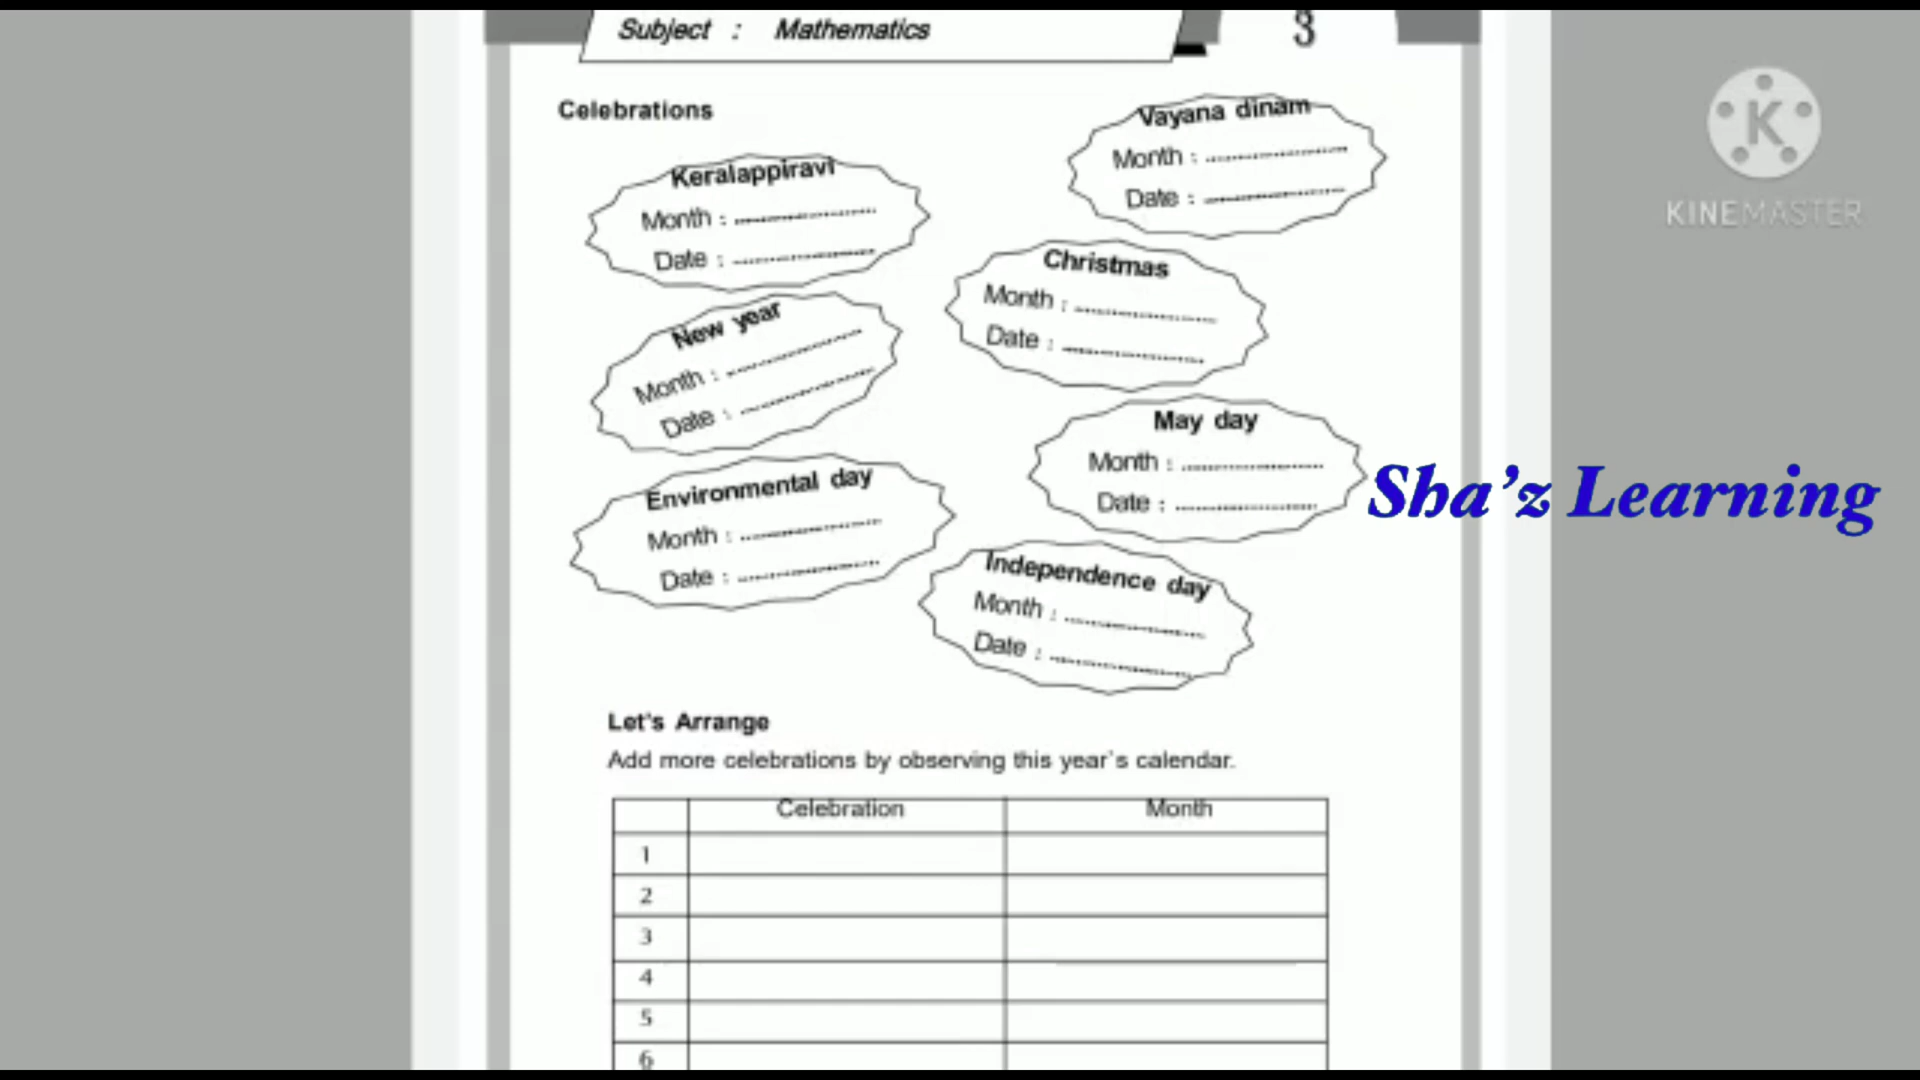 Subject : Mathematics
3
Celebrations
Vayana dinam
Month : ....................
Date : ....................
Keralappiravi
Month : ....................
Date : ....................
Christmas
Month : ....................
Date : ....................
New year
Month : ....................
Date : ....................
May day
Month : ....................
Date : ....................
Environmental day
Month : ....................
Date : ....................
Independence day
Month : ....................
Date : ....................
Let's Arrange
Add more celebrations by observing this year's calendar.
Celebration Month
1
2
3
4
5
6
K
KINEMASTER
Sha'z Learning